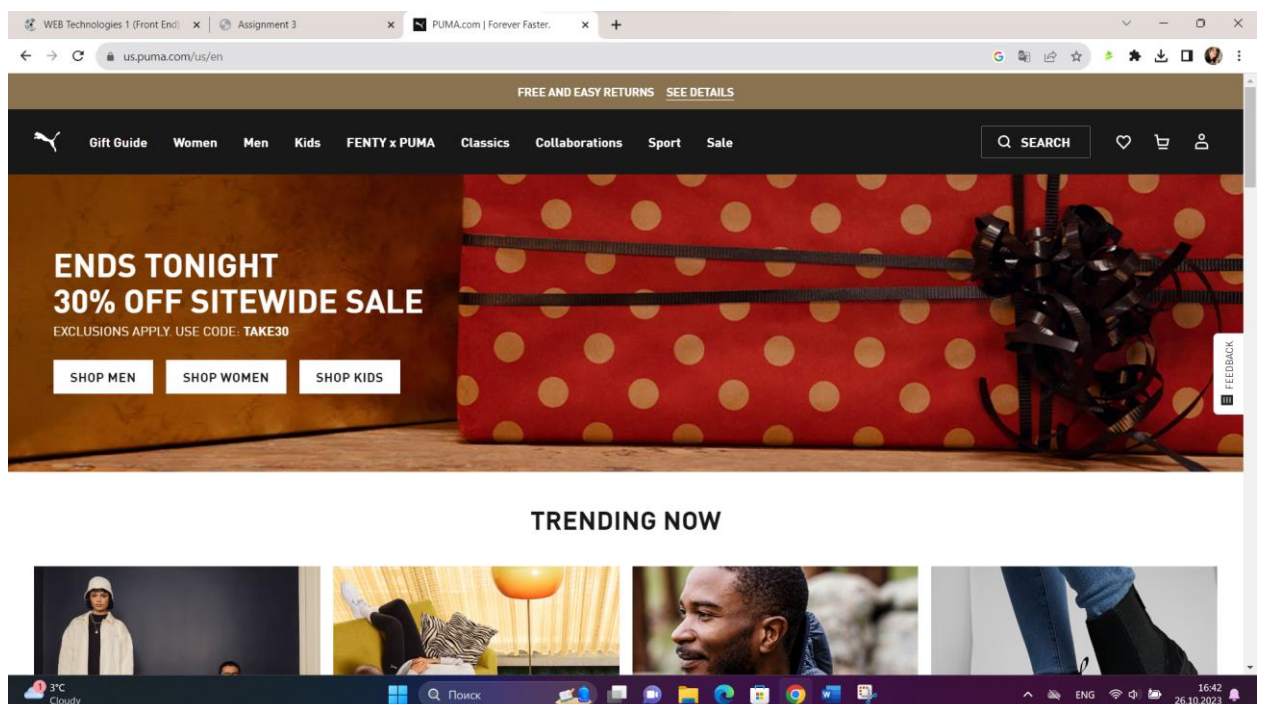 WEB Technologies 1 (Front End)
Assignment 3
PUMA.com | Forever Faster.
us.puma.com/us/en
FREE AND EASY RETURNS SEE DETAILS
Gift Guide Women Men Kids FENTY x PUMA Classics Collaborations Sport Sale
SEARCH
ENDS TONIGHT
30% OFF SITEWIDE SALE
EXCLUSIONS APPLY. USE CODE: TAKE30
SHOP MEN SHOP WOMEN SHOP KIDS
FEEDBACK
TRENDING NOW
1
3°C
Cloudy
Поиск
ENG
16:42
26.10.2023